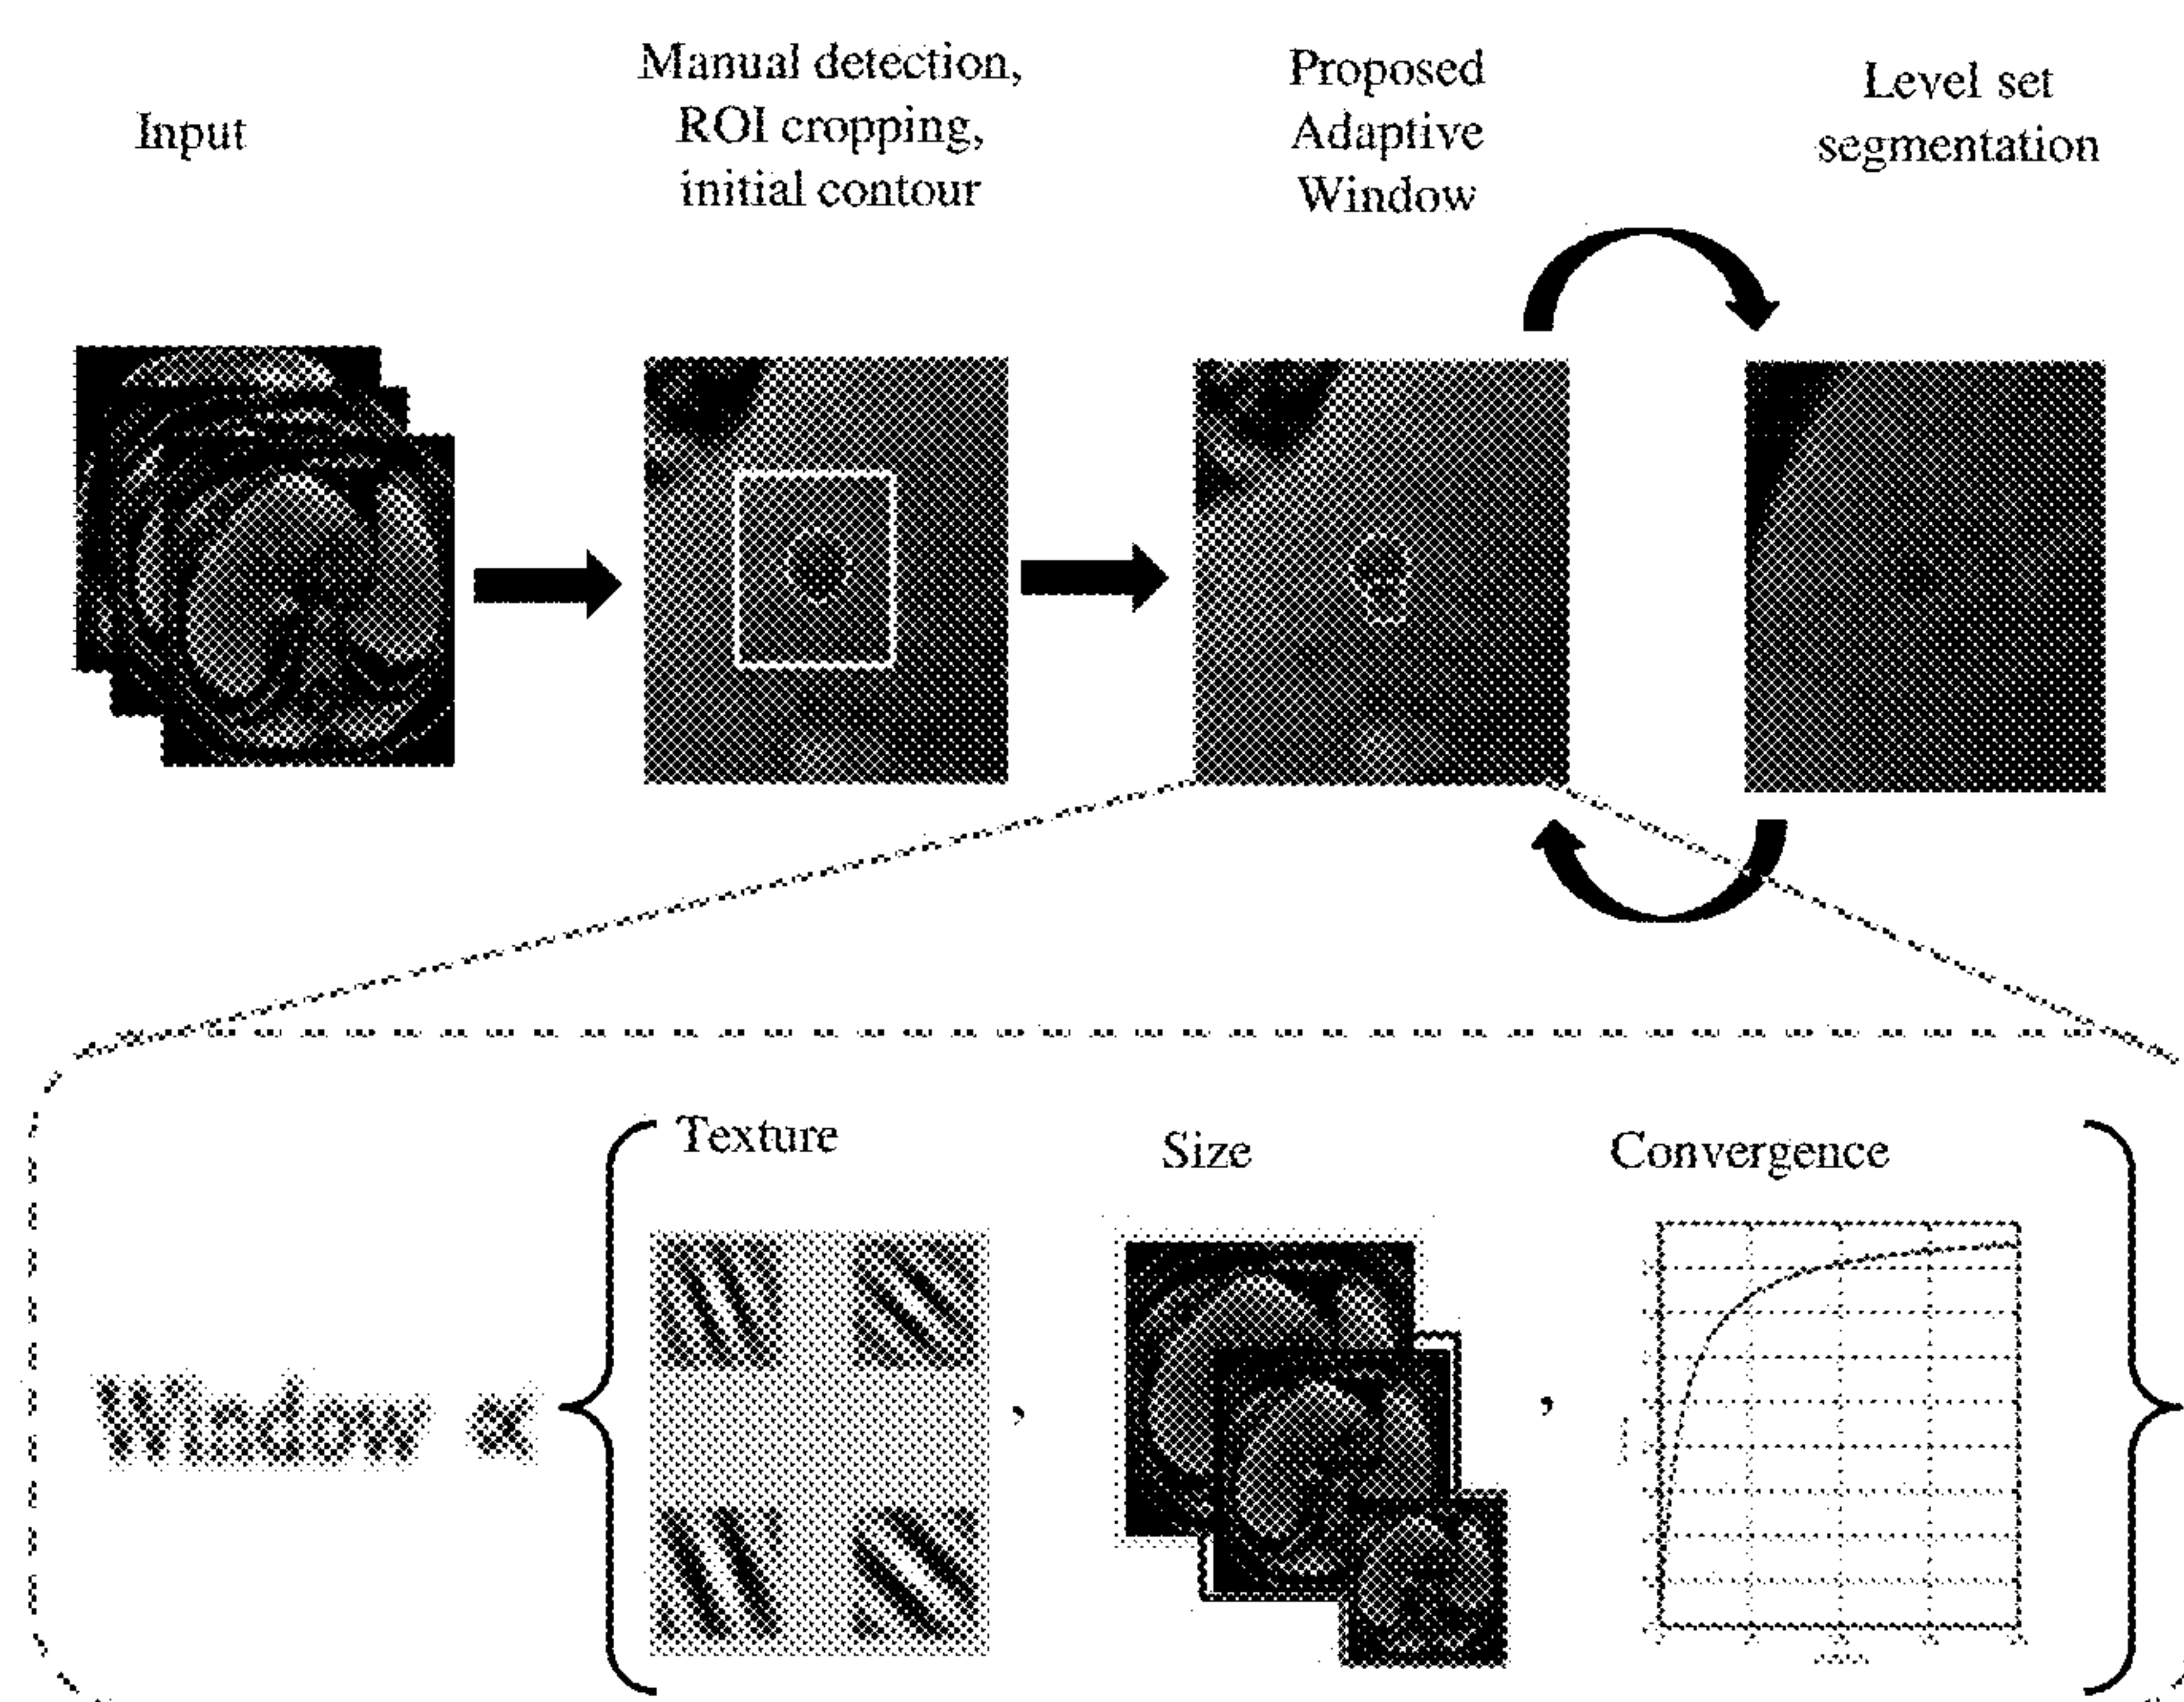 Input
Manual detection,
ROI cropping,
initial contour
Proposed
Adaptive
Window
Level set
segmentation
Texture
Size
Convergence
Window ∝
,
,